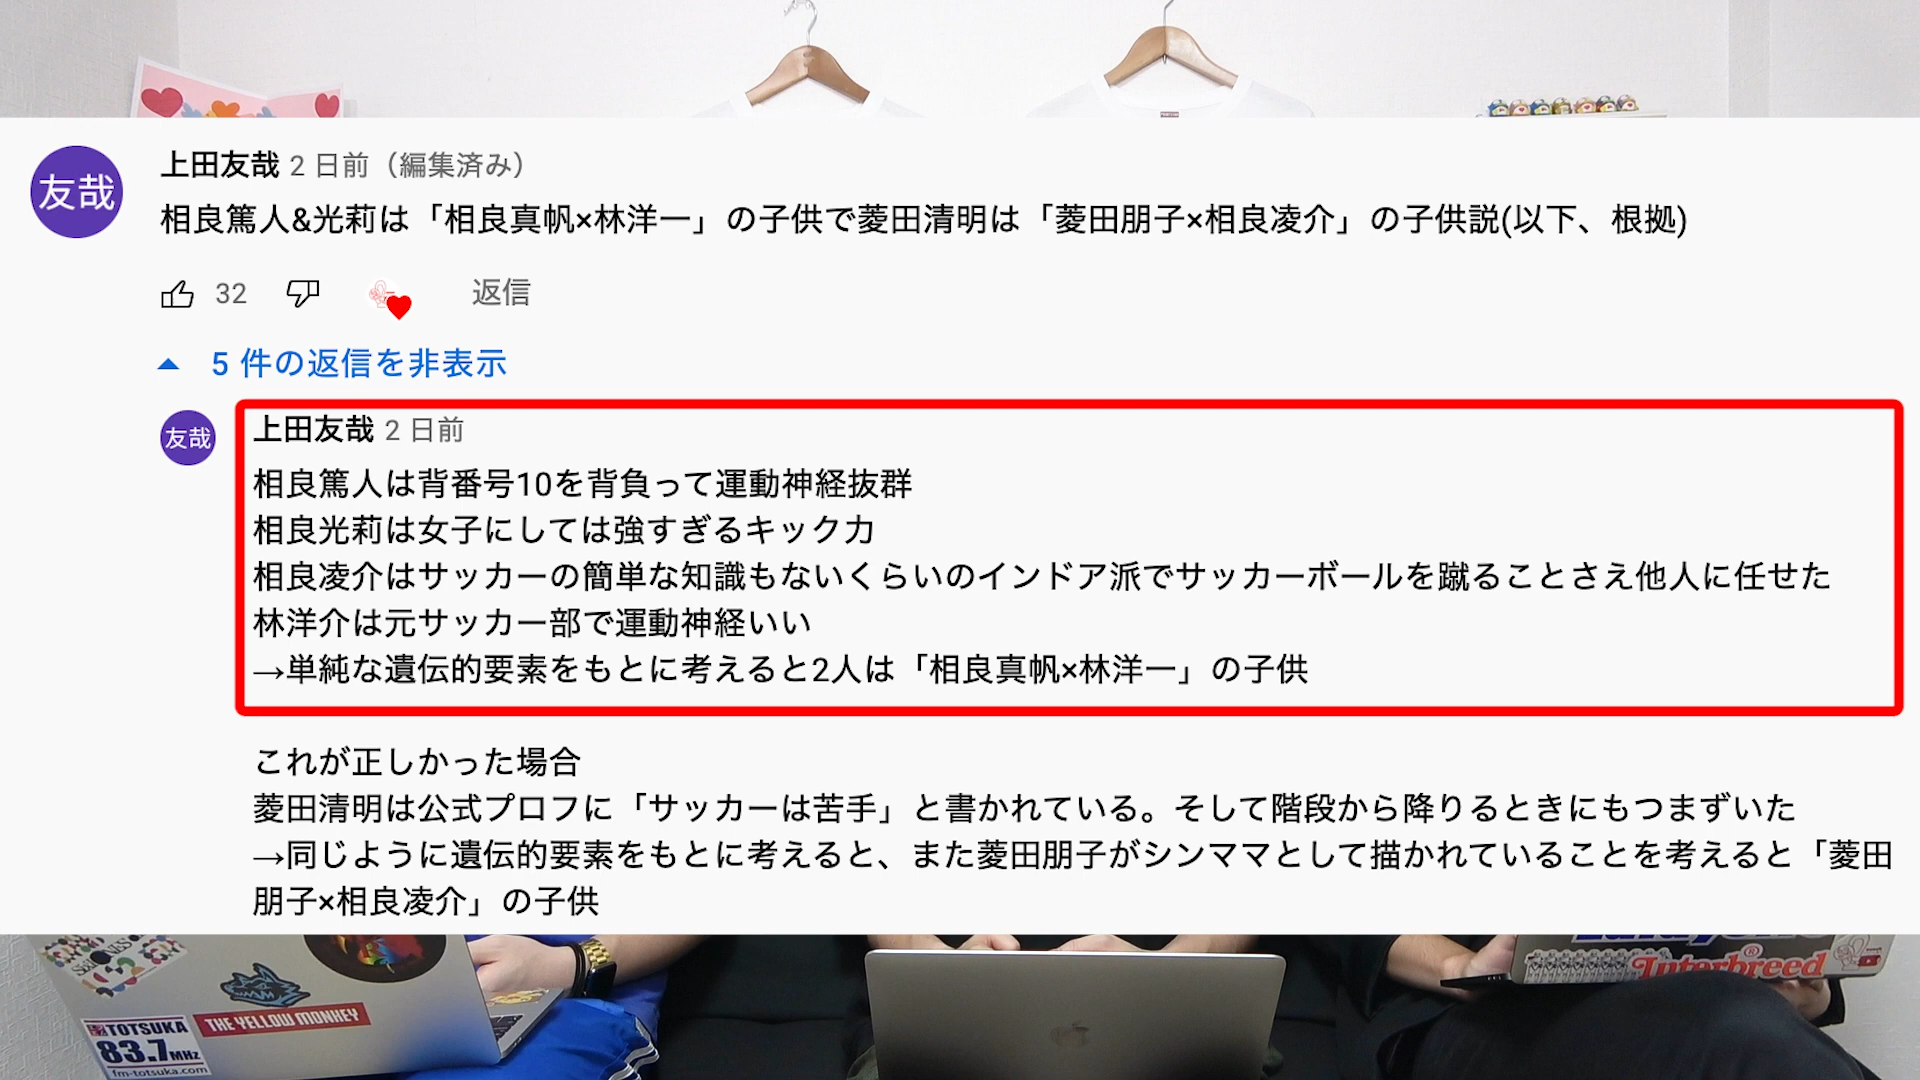 友哉
上田友哉 2 日前（編集済み）
相良篤人&光莉は「相良真帆×林洋一」の子供で菱田清明は「菱田朋子×相良凌介」の子供説(以下、根拠)
32
返信
5 件の返信を非表示
友哉
上田友哉 2 日前
相良篤人は背番号10を背負って運動神経抜群
相良光莉は女子にしては強すぎるキック力
相良凌介はサッカーの簡単な知識もないくらいのインドア派でサッカーボールを蹴ることさえ他人に任せた
林洋介は元サッカー部で運動神経いい
→単純な遺伝的要素をもとに考えると2人は「相良真帆×林洋一」の子供
これが正しかった場合
菱田清明は公式プロフに「サッカーは苦手」と書かれている。そして階段から降りるときにもつまずいた
→同じように遺伝的要素をもとに考えると、また菱田朋子がシンママとして描かれていることを考えると「菱田
朋子×相良凌介」の子供
THE YELLOW MONKEY
TOTSUKA
83.7MHz
fm-totsuka.com
Interbreed